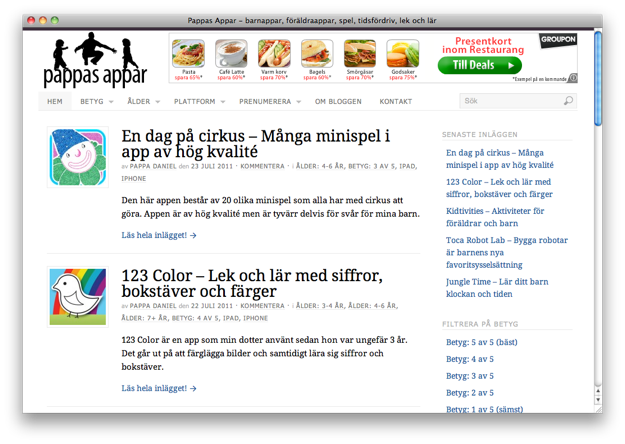 Pappas Appar – barnappar, föräldraappar, spel, tidsfördriv, lek och lär
pappas appar
Pasta
spara 65%*
Café Latte
spara 60%*
Varm korv
spara 70%*
Bagels
spara 60%*
Smörgåsar
spara 70%*
Godsaker
spara 75%*
Presentkort
inom Restaurang
Till Deals
GROUPON
*Exempel på en kommande
HEM
BETYG
ÅLDER
PLATTFORM
PRENUMERERA
OM BLOGGEN
KONTAKT
Sök
En dag på cirkus – Många minispel i
app av hög kvalité
av PAPPA DANIEL den 23 JULI 2011 · KOMMENTERA · i ÅLDER: 4-6 ÅR, BETYG: 3 AV 5, IPAD,
IPHONE
Den här appen består av 20 olika minispel som alla har med cirkus att
göra. Appen är av hög kvalité men är tyvärr delvis för svår för mina barn.
Läs hela inlägget! →
123 Color – Lek och lär med siffror,
bokstäver och färger
av PAPPA DANIEL den 22 JULI 2011 · KOMMENTERA · i ÅLDER: 3-4 ÅR, ÅLDER: 4-6 ÅR,
ÅLDER: 7+ ÅR, BETYG: 4 AV 5, IPAD, IPHONE
123 Color är en app som min dotter använt sedan hon var ungefär 3 år.
Det går ut på att färglägga bilder och samtidigt lära sig siffror och
bokstäver.
Läs hela inlägget! →
SENASTE INLÄGGEN
En dag på cirkus – Många
minispel i app av hög kvalité
123 Color – Lek och lär med
siffror, bokstäver och färger
Kidtivities – Aktiviteter för
föräldrar och barn
Toca Robot Lab – Bygga robotar
är barnens nya
favoritsysselsättning
Jungle Time – Lär ditt barn
klockan och tiden
FILTRERA PÅ BETYG
Betyg: 5 av 5 (bäst)
Betyg: 4 av 5
Betyg: 3 av 5
Betyg: 2 av 5
Betyg: 1 av 5 (sämst)